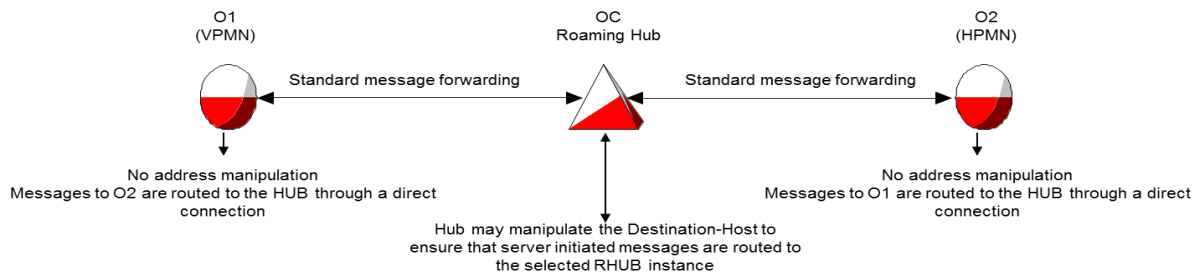 O1
(VPMN)
OC
Roaming Hub
O2
(HPMN)
Standard message forwarding
Standard message forwarding
No address manipulation
Messages to O2 are routed to the HUB through a direct
connection
No address manipulation
Messages to O1 are routed to the HUB through a direct
connection
Hub may manipulate the Destination-Host to
ensure that server initiated messages are routed to
the selected RHUB instance